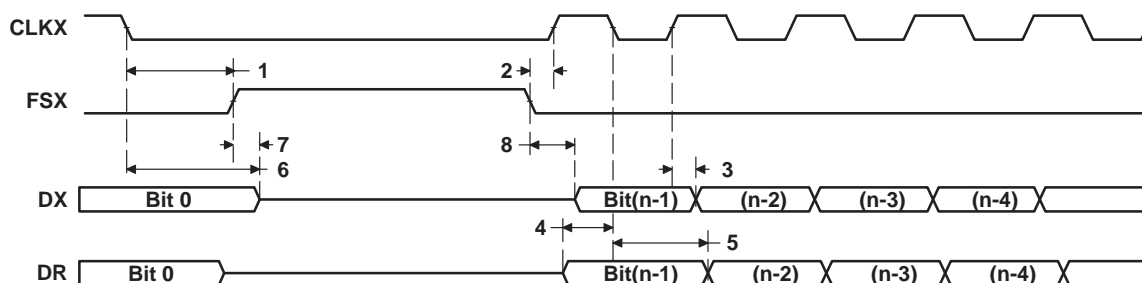 CLKX
1
2
FSX
7
8
6
3
DX
Bit 0
Bit(n-1)
(n-2)
(n-3)
(n-4)
4
5
DR
Bit 0
Bit(n-1)
(n-2)
(n-3)
(n-4)